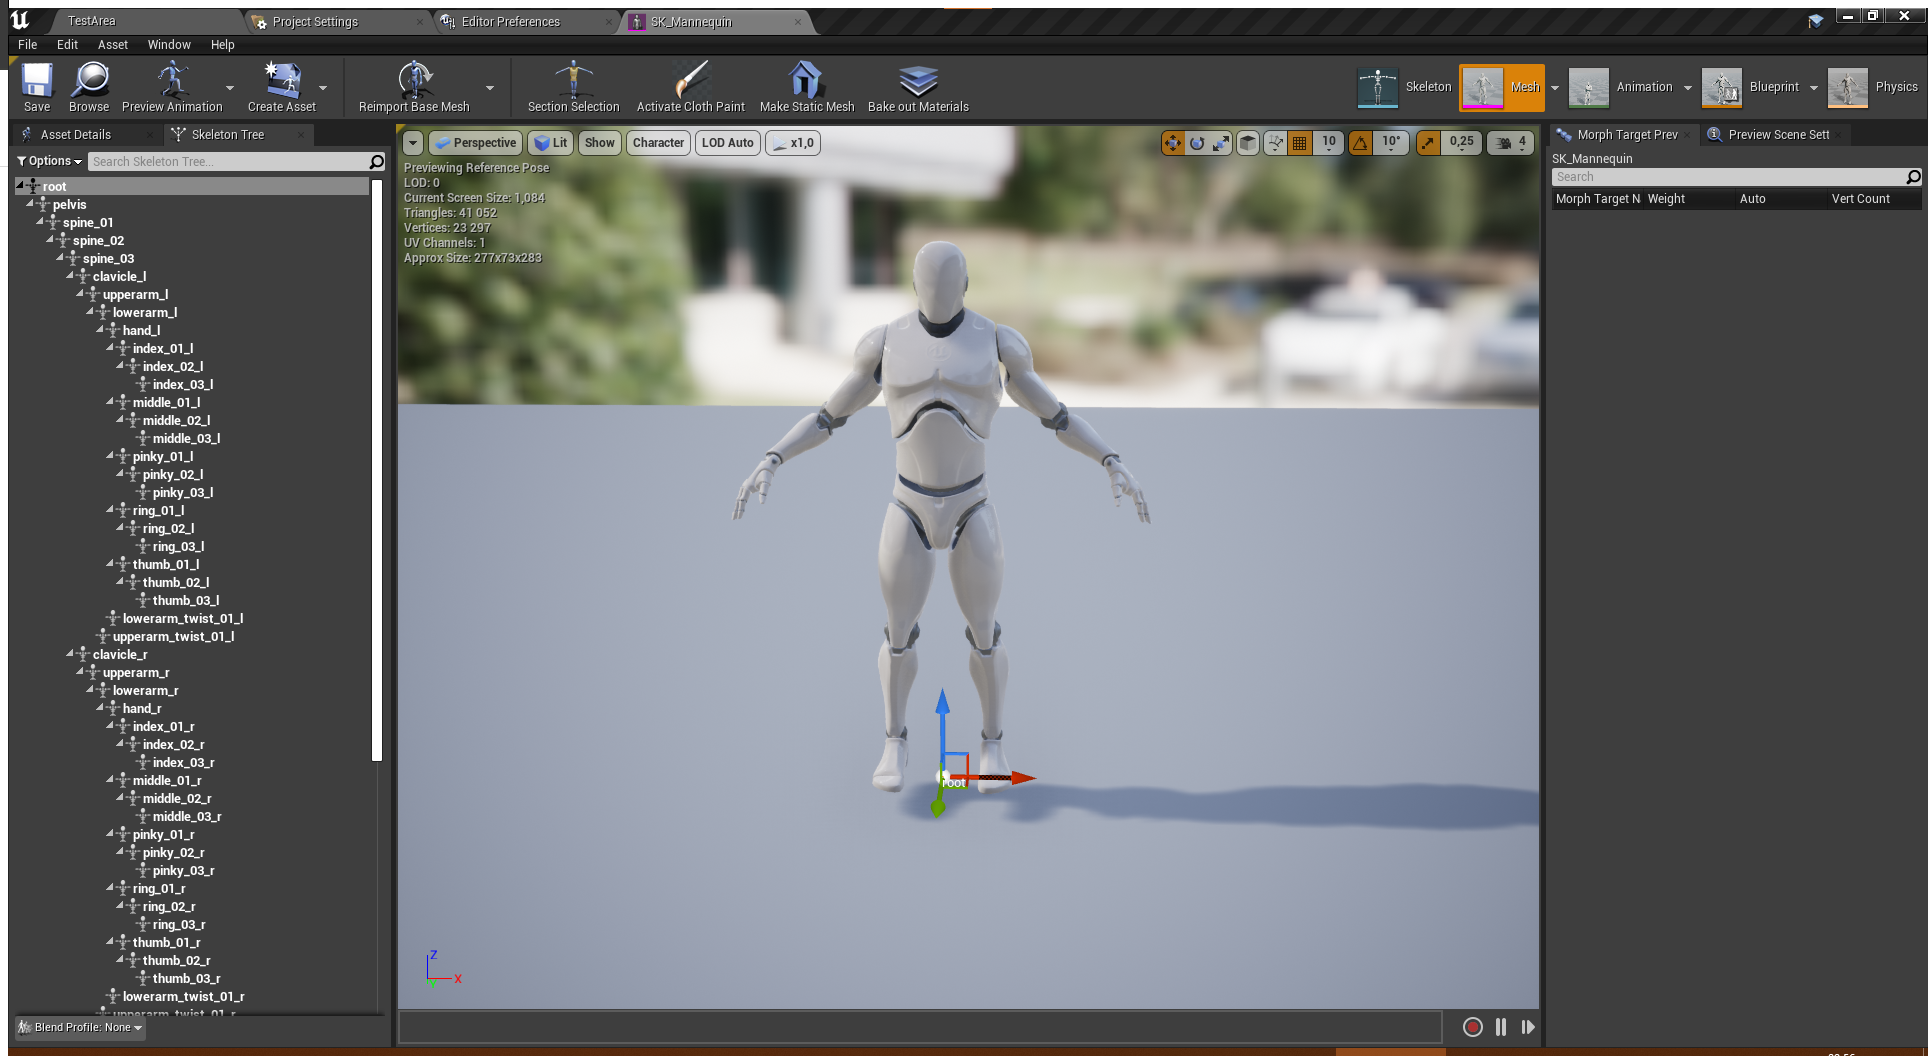 TestArea
Project Settings
Editor Preferences
SK_Mannequin
File Edit Asset Window Help
Save
Browse
Preview Animation
Create Asset
Reimport Base Mesh
Section Selection
Activate Cloth Paint
Make Static Mesh
Bake out Materials
Skeleton
Mesh
Animation
Blueprint
Physics
Asset Details
Skeleton Tree
Options
Search Skeleton Tree...
root
pelvis
spine_01
spine_02
spine_03
clavicle_l
upperarm_l
lowerarm_l
hand_l
index_01_l
index_02_l
index_03_l
middle_01_l
middle_02_l
middle_03_l
pinky_01_l
pinky_02_l
pinky_03_l
ring_01_l
ring_02_l
ring_03_l
thumb_01_l
thumb_02_l
thumb_03_l
lowerarm_twist_01_l
upperarm_twist_01_l
clavicle_r
upperarm_r
lowerarm_r
hand_r
index_01_r
index_02_r
index_03_r
middle_01_r
middle_02_r
middle_03_r
pinky_01_r
pinky_02_r
pinky_03_r
ring_01_r
ring_02_r
ring_03_r
thumb_01_r
thumb_02_r
thumb_03_r
lowerarm_twist_01_r
upperarm_twist_01_r
Blend Profile: None
Perspective
Lit
Show
Character
LOD Auto
x1,0
10
10°
0,25
4
Previewing Reference Pose
LOD: 0
Current Screen Size: 1,084
Triangles: 41 052
Vertices: 23 297
UV Channels: 1
Approx Size: 277x73x283
root
Z
X
Morph Target Prev
Preview Scene Sett
SK_Mannequin
Search
Morph Target N Weight Auto Vert Count